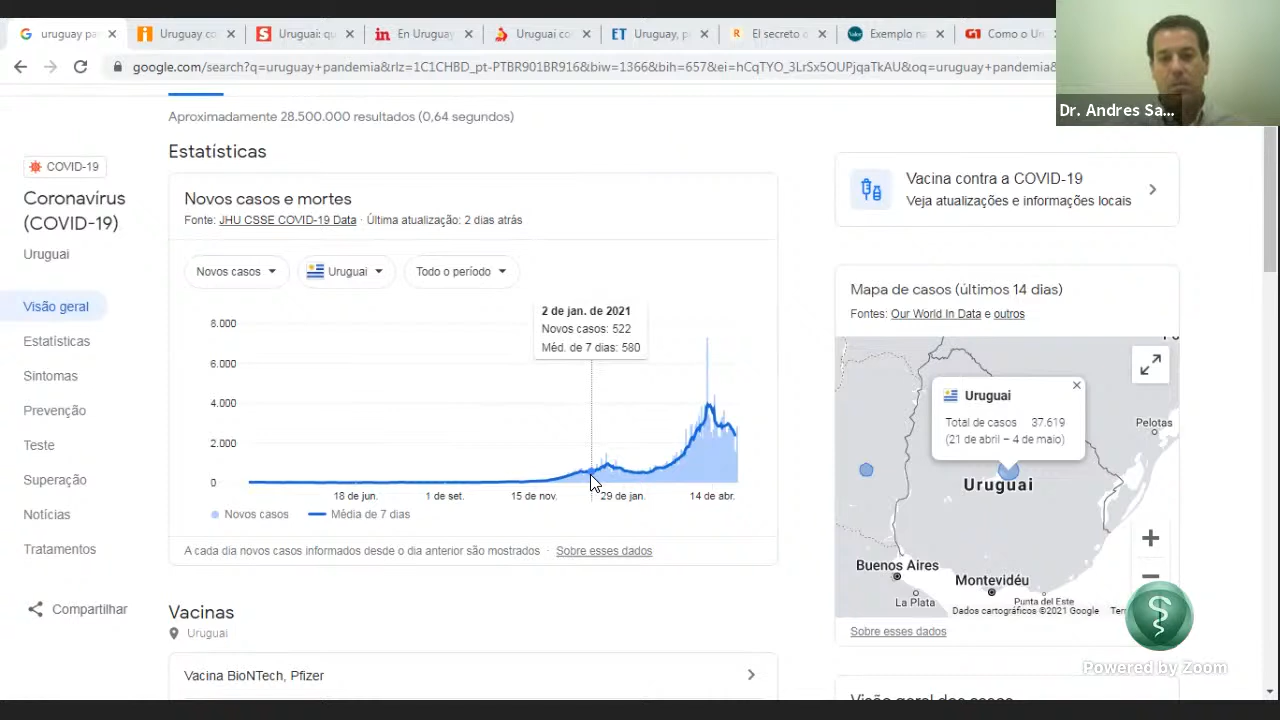 uruguay pa
Uruguay co
Uruguai: qu
En Uruguay
Uruguai co
Uruguay, p
El secreto o
Exemplo na
Como o Un
google.com/search?q=uruguay+pandemia&rlz=1C1CHBD_pt-PTBR901BR916&biw=1366&bih=657&ei=hCqTYO_3LrSx5OUPjqaTkAU&oq=uruguay+pandemia&
Dr. Andres Sa...
Aproximadamente 28.500.000 resultados (0,64 segundos)
COVID-19
Coronavírus
(COVID-19)
Uruguai
Visão geral
Estatísticas
Sintomas
Prevenção
Teste
Superação
Notícias
Tratamentos
Compartilhar
Estatísticas
Novos casos e mortes
Fonte: JHU CSSE COVID-19 Data · Última atualização: 2 dias atrás
Novos casos
Uruguai
Todo o período
2 de jan. de 2021
Novos casos: 522
Méd. de 7 dias: 580
8.000
6.000
4.000
2.000
0
18 de jun.
1 de set.
15 de nov.
29 de jan.
14 de abr.
Novos casos
Média de 7 dias
A cada dia novos casos informados desde o dia anterior são mostrados · Sobre esses dados
Vacinas
Uruguai
Vacina BioNTech, Pfizer
Vacina contra a COVID-19
Veja atualizações e informações locais
Mapa de casos (últimos 14 dias)
Fontes: Our World In Data e outros
Uruguai
Total de casos 37.619
(21 de abril – 4 de maio)
Pelotas
Uruguai
Buenos Aires
Montevidéu
La Plata
Punta del Este
Dados cartográficos ©2021 Google
Sobre esses dados
Powered by Zoom